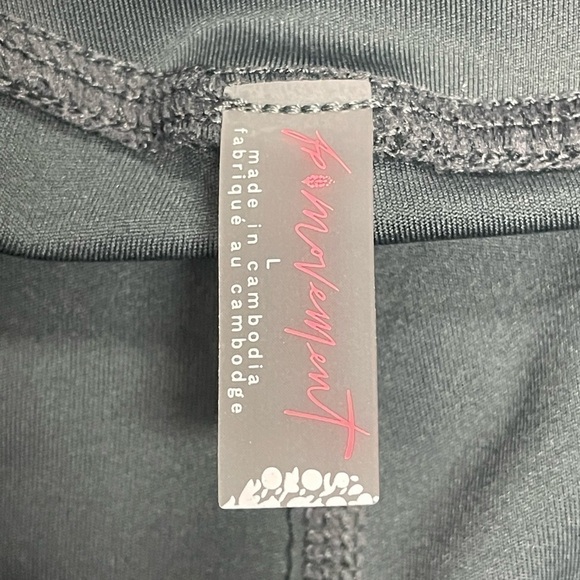 fp movement
L
made in cambodia
fabriqué au cambodge